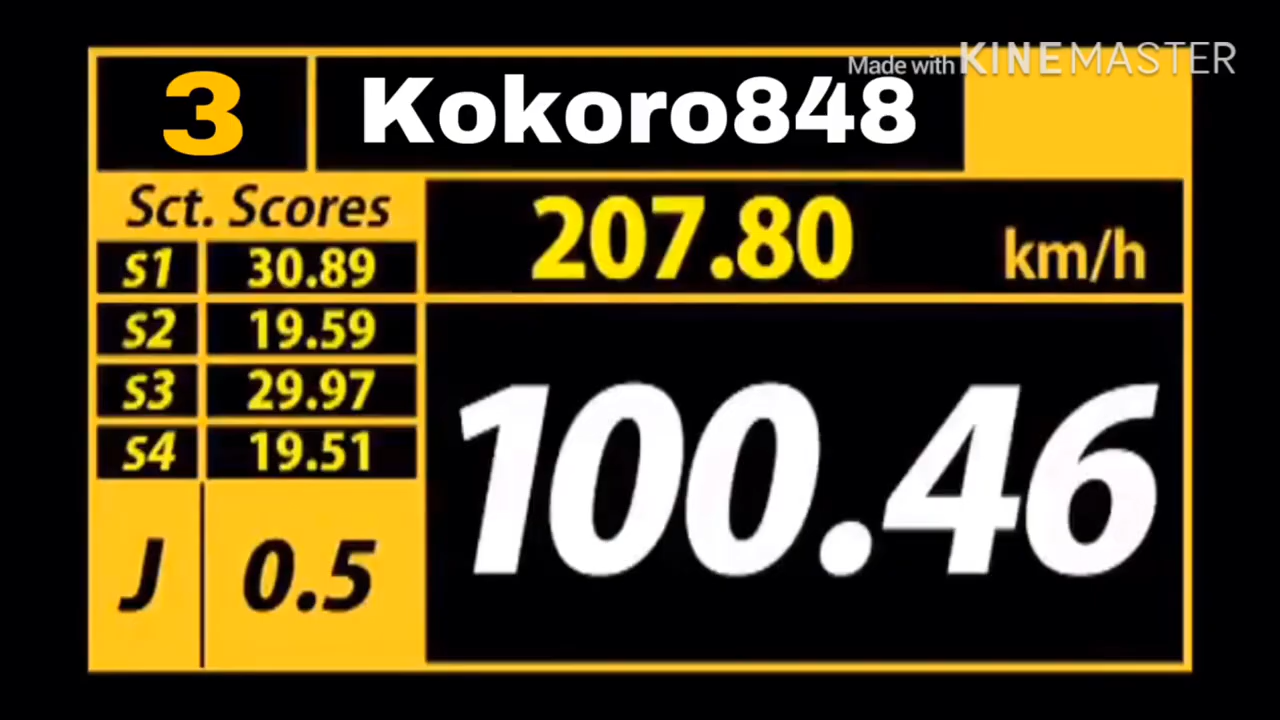 Made with KINEMASTER
3 Kokoro848
Sct. Scores
S1 30.89
S2 19.59
S3 29.97
S4 19.51
J 0.5
207.80 km/h
100.46